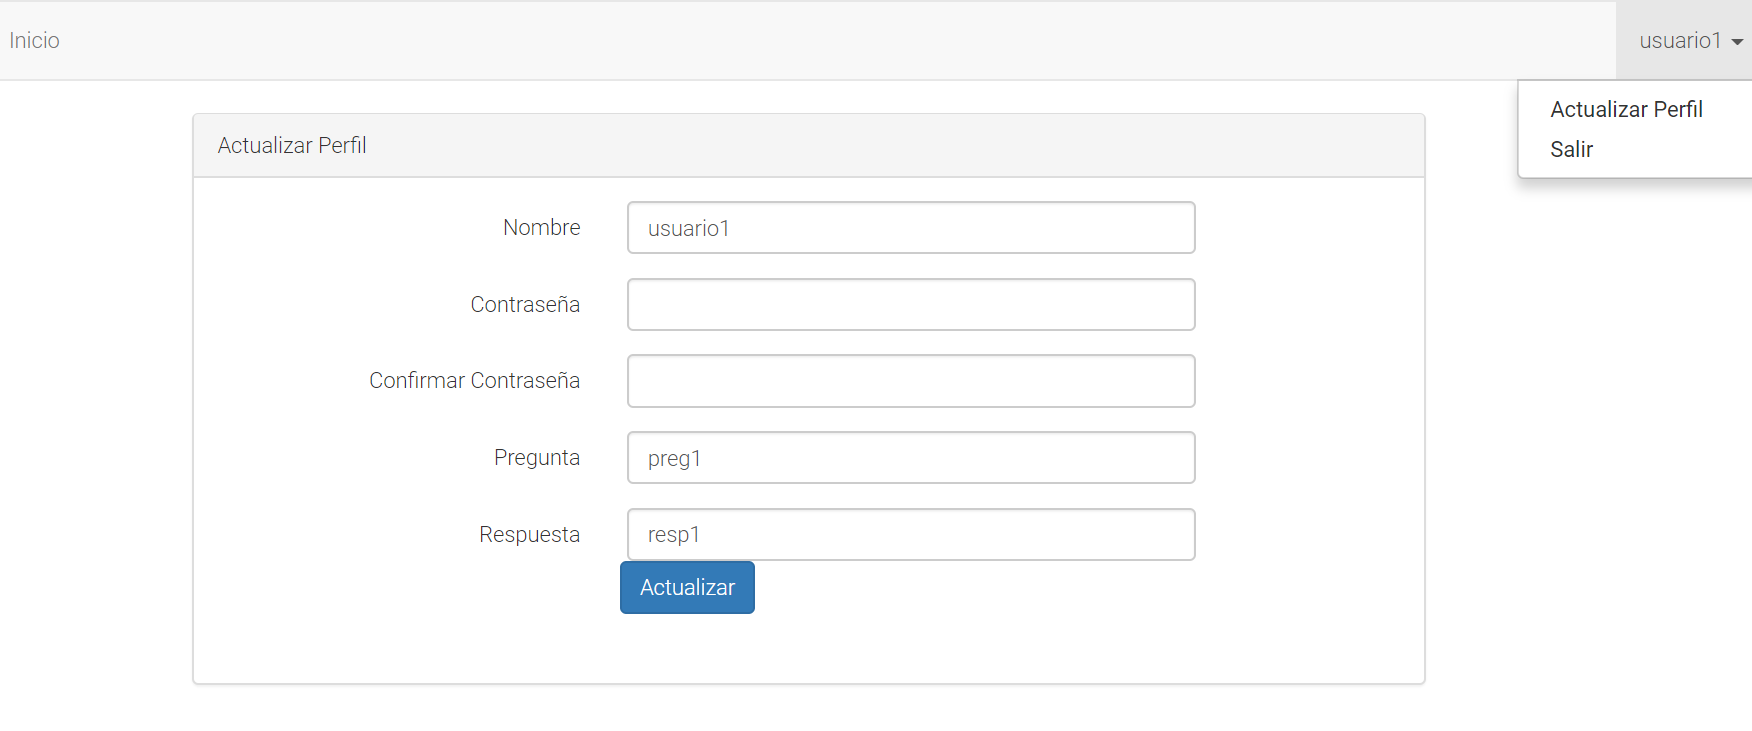 Inicio
usuario1
Actualizar Perfil
Salir
Actualizar Perfil
Nombre usuario1
Contraseña
Confirmar Contraseña
Pregunta preg1
Respuesta resp1
Actualizar